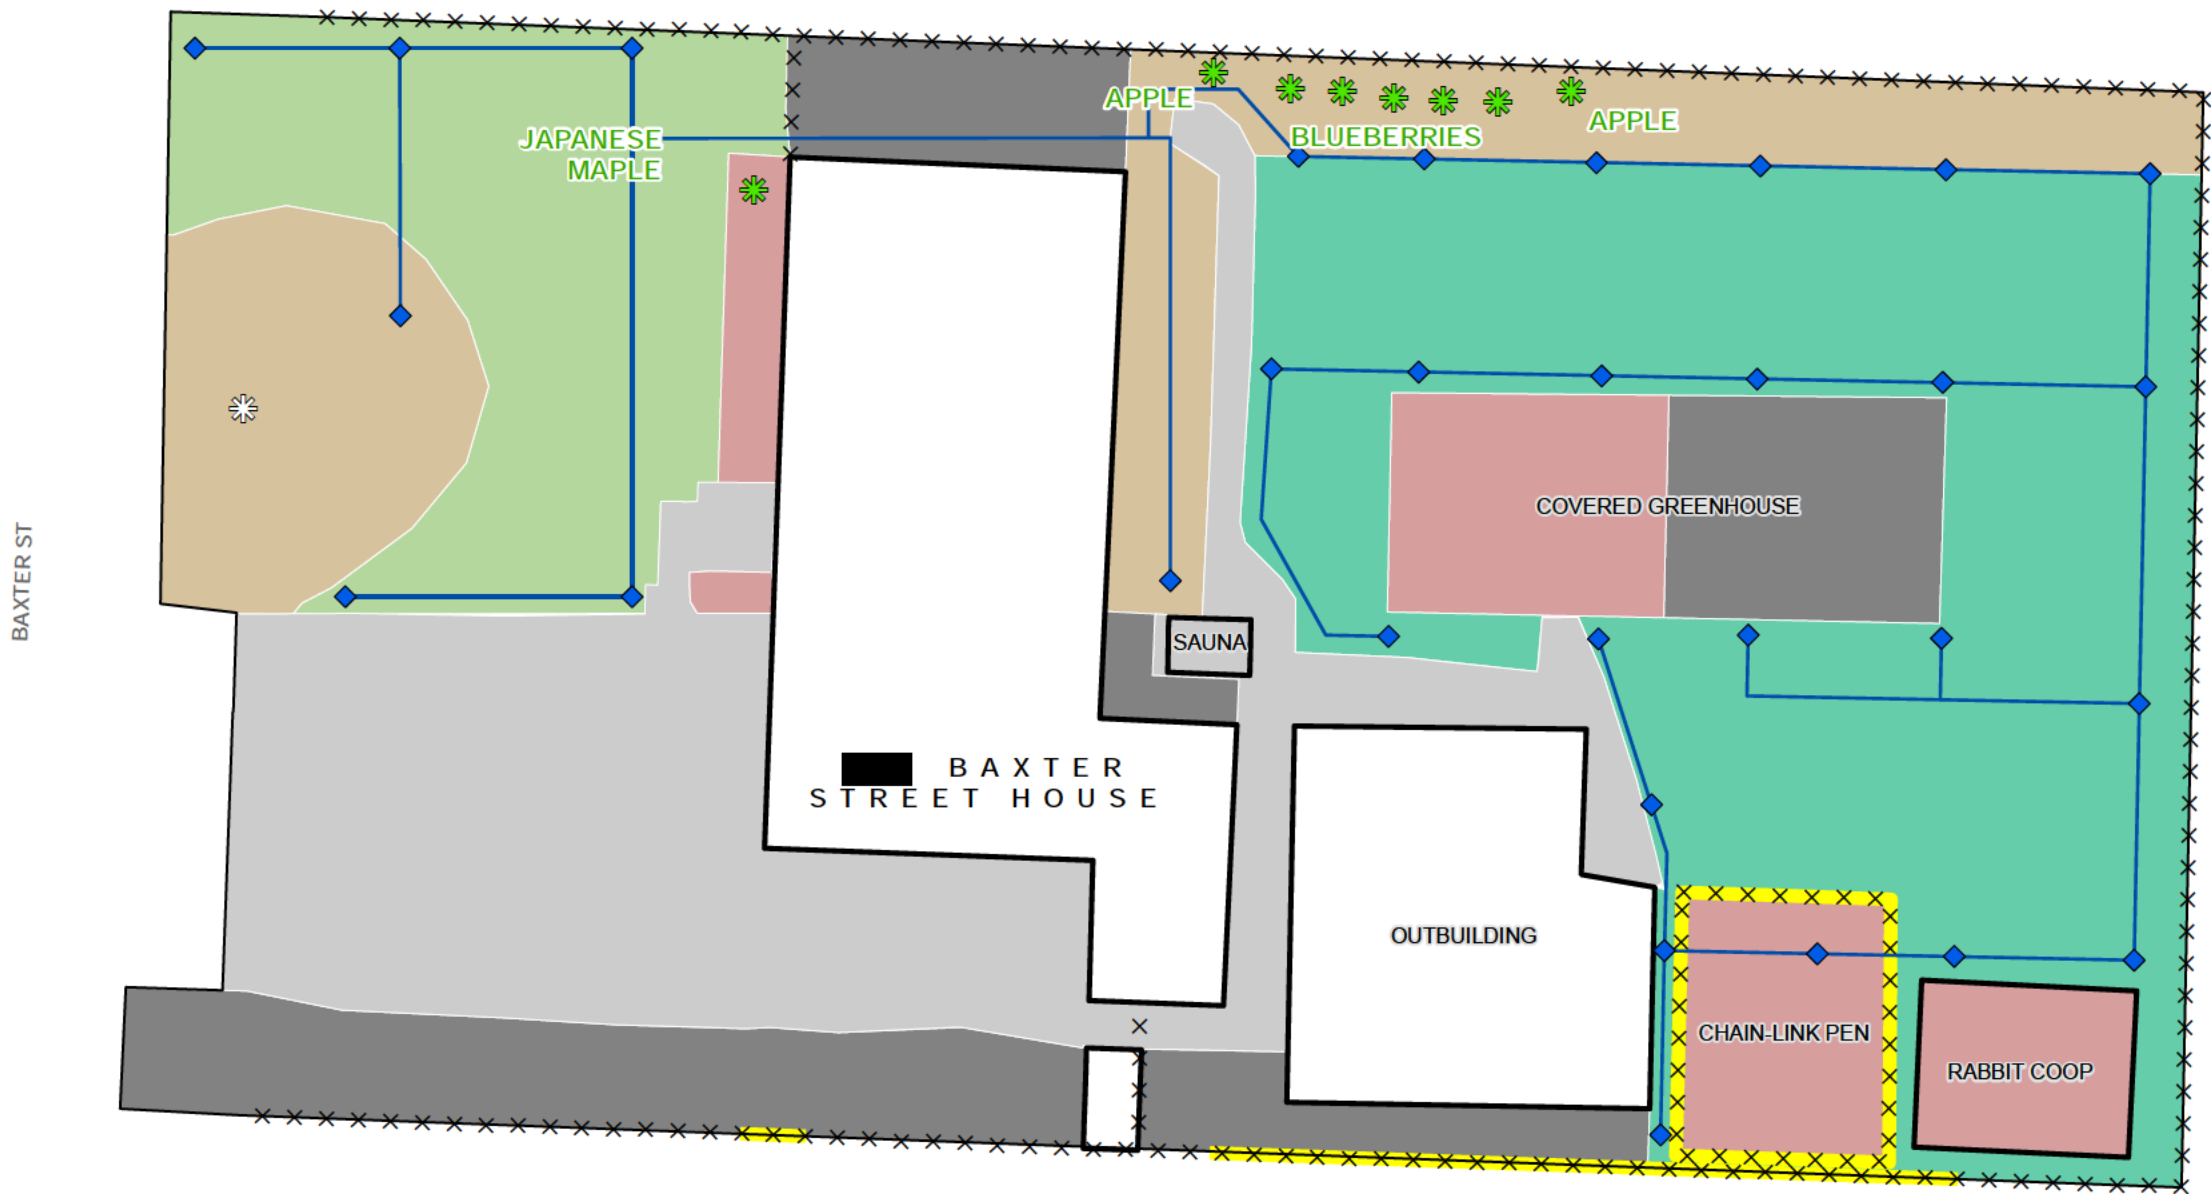 APPLE
JAPANESE
MAPLE
BLUEBERRIES
APPLE
COVERED GREENHOUSE
BAXTER ST
SAUNA
BAXTER
STREET HOUSE
OUTBUILDING
CHAIN-LINK PEN
RABBIT COOP